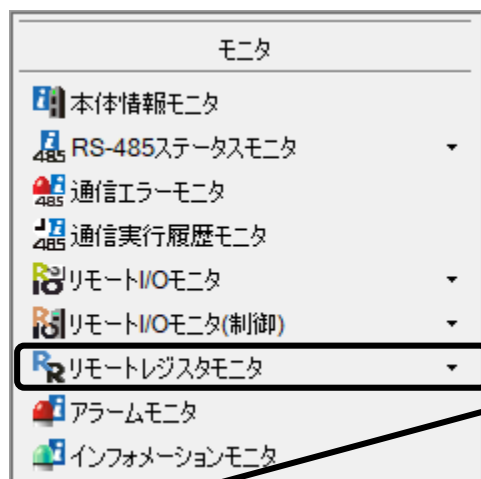 モニタ
本体情報モニタ
RS-485ステータスモニタ
通信エラーモニタ
通信実行履歴モニタ
リモートI/Oモニタ
リモートI/Oモニタ(制御)
リモートレジスタモニタ
アラームモニタ
インフォメーションモニタ